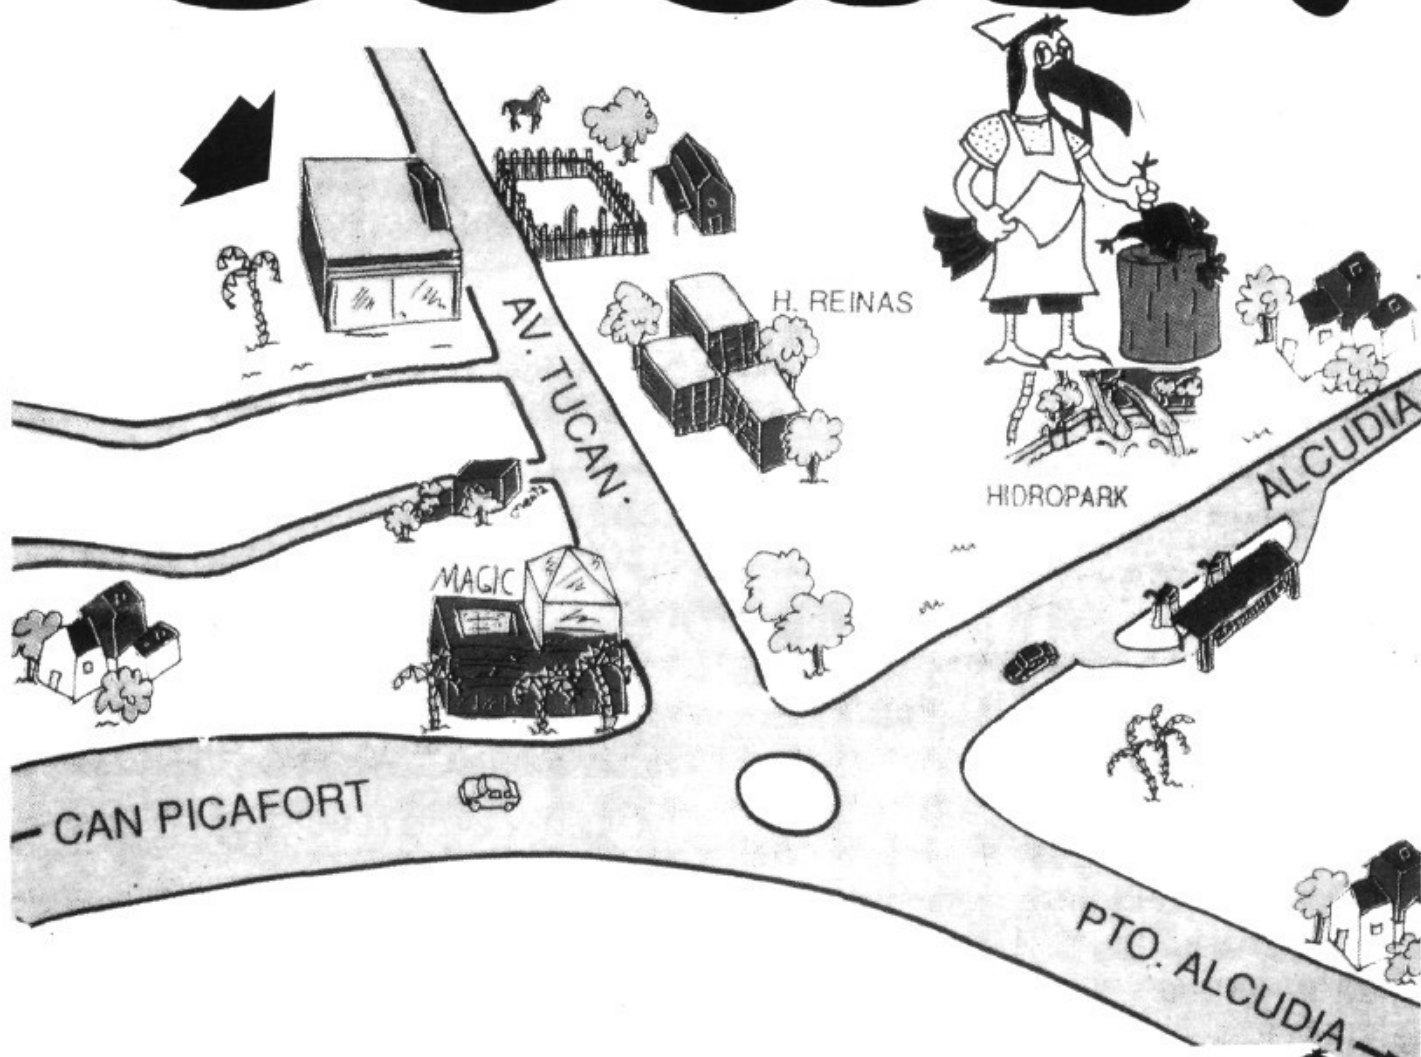 H. REINAS
AV. TUCAN.
HIDROPARK
ALCUDIA
MAGIC
CAN PICAFORT
PTO. ALCUDIA